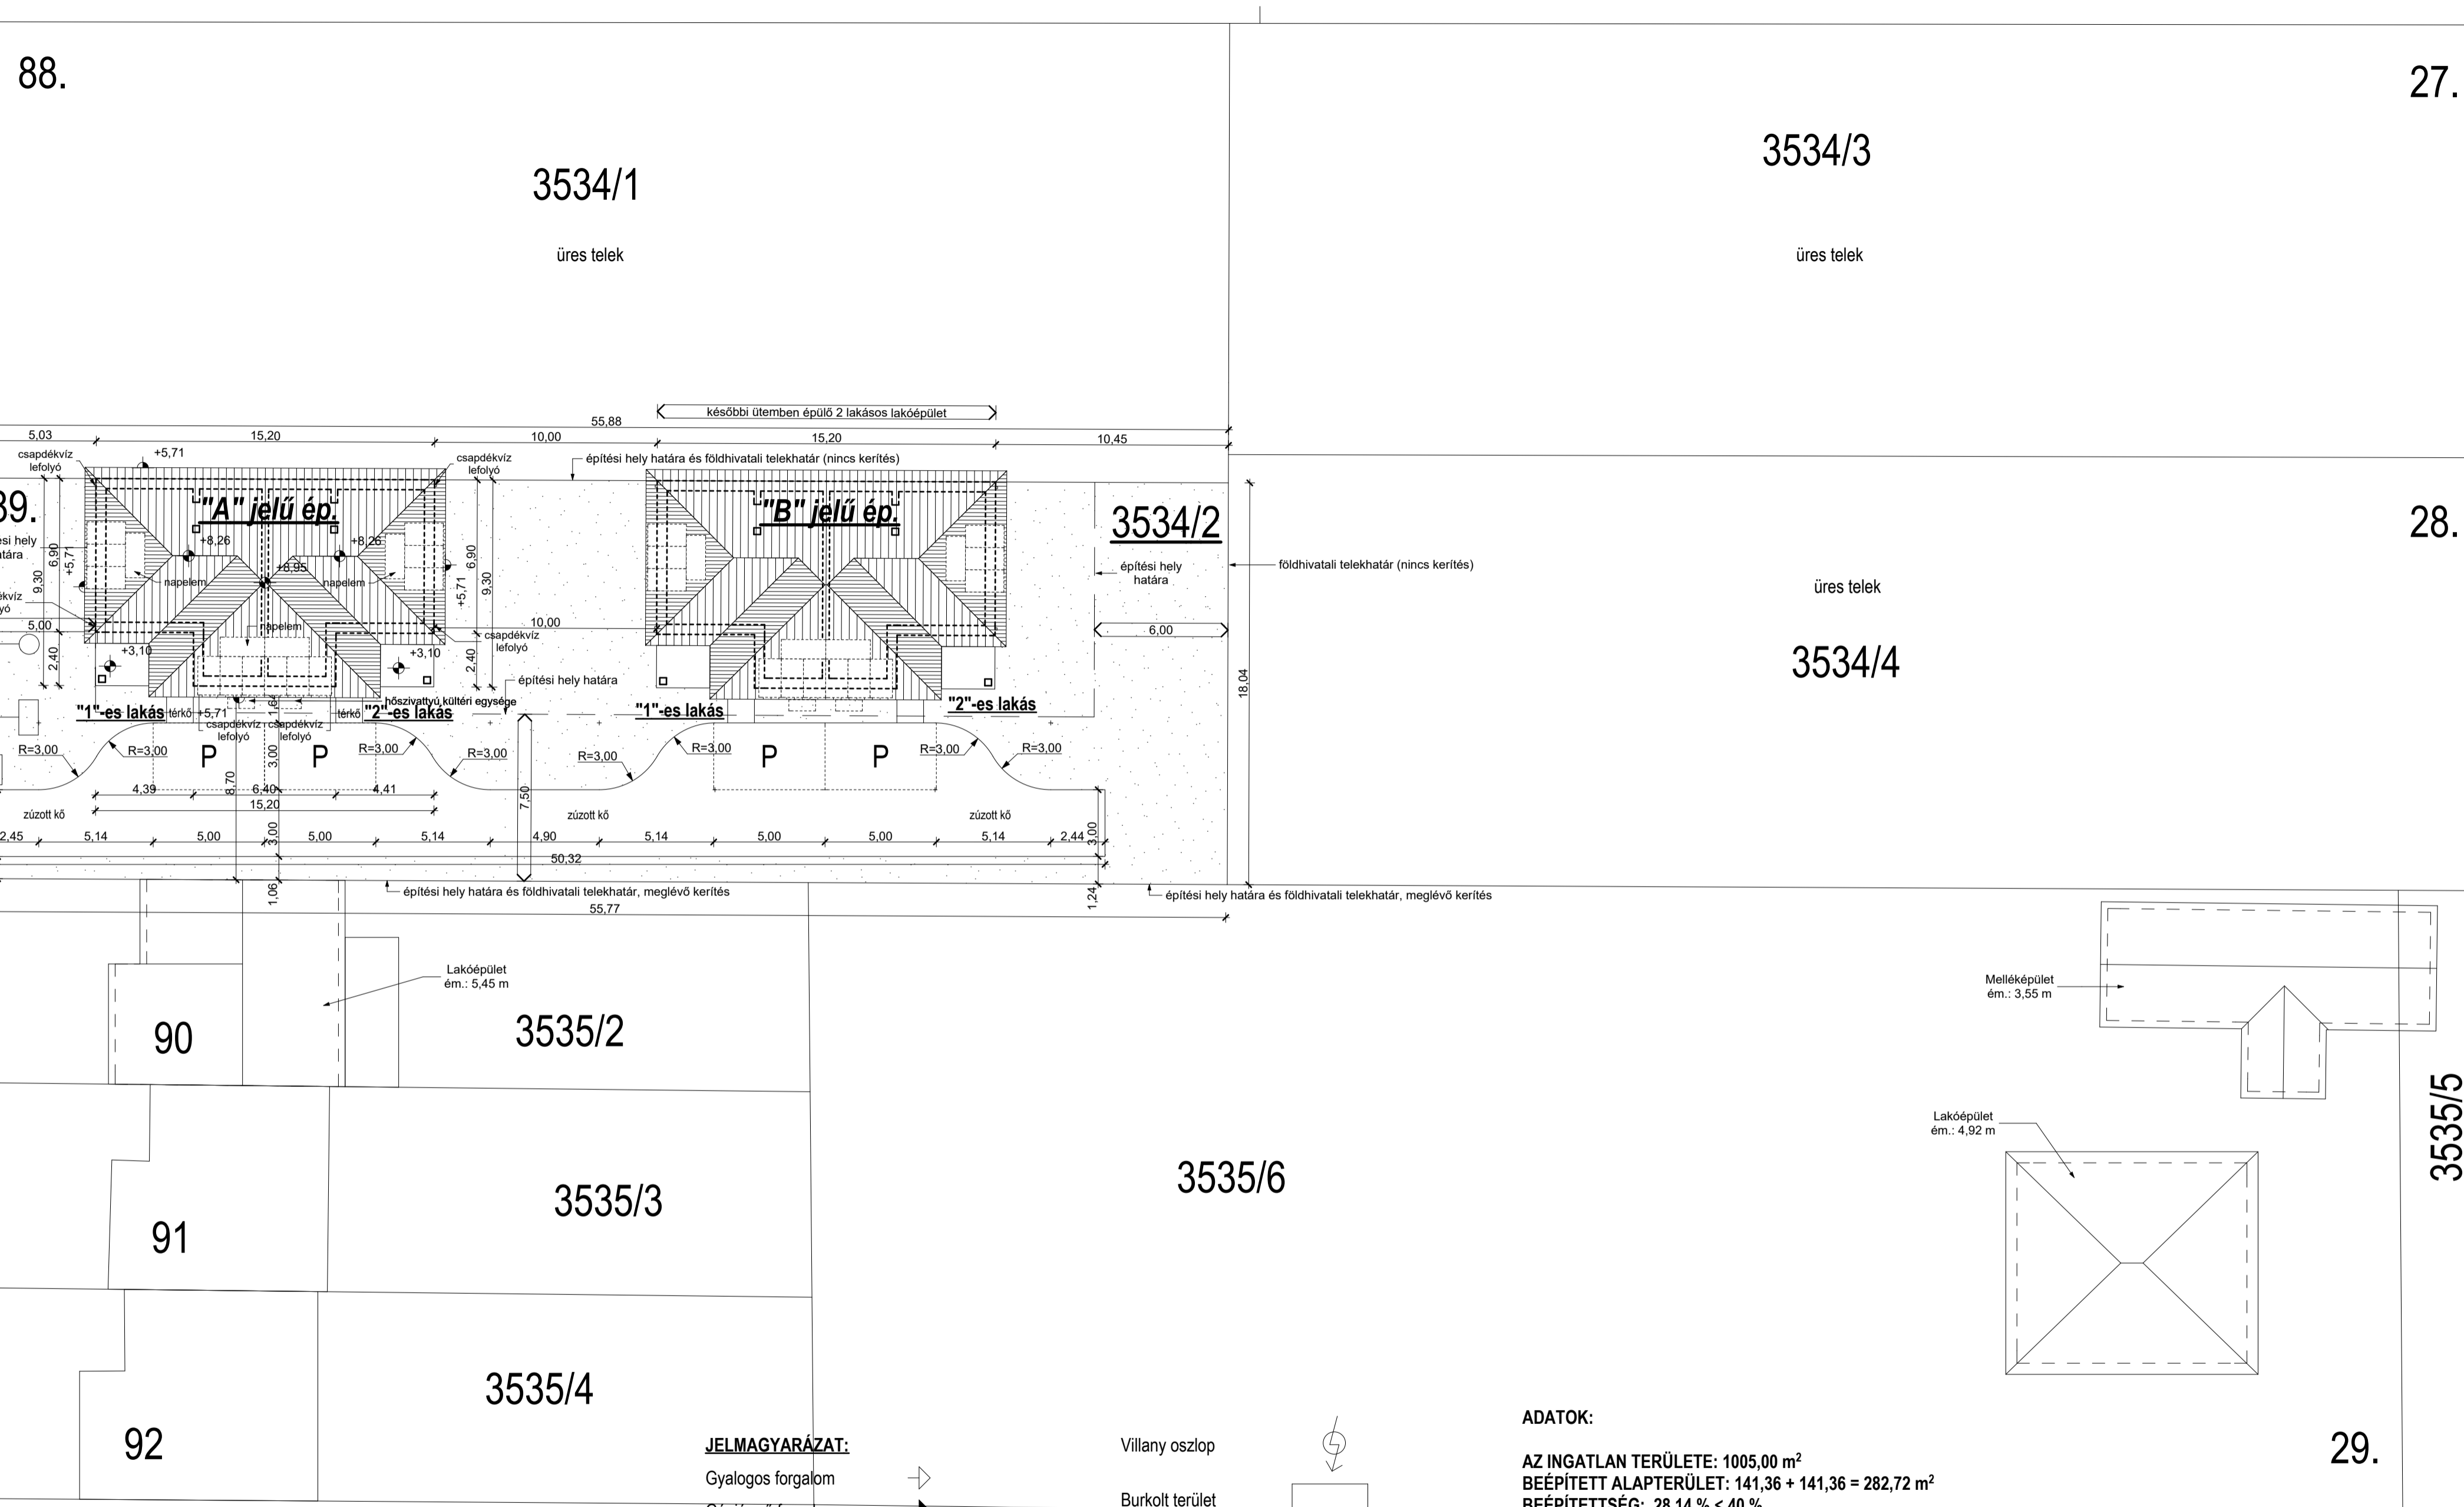 88.
27.
3534/1
üres telek
3534/3
üres telek
későbbi ütemben épülő 2 lakásos lakóépület
55,88
5,03
15,20
10,00
15,20
10,45
csapdékvíz
lefolyó
+5,71
csapdékvíz
lefolyó
építési hely határa és földhivatali telekhatár (nincs kerítés)
"A" jelű ép.
"B" jelű ép.
3534/2
28.
+8,26
+8,26
+8,95
napelem
napelem
napelem
9,30
6,90
+5,71
2,40
5,00
+5,71
6,90
9,30
2,40
10,00
csapdékvíz
lefolyó
építési hely
határa
földhivatali telekhatár (nincs kerítés)
6,00
18,04
üres telek
3534/4
+3,10
+3,10
építési hely határa
hőszivattyú kültéri egysége
"1"-es lakás
térkő
+5,71
térkő
"2"-es lakás
csapdékvíz
lefolyó
csapdékvíz
lefolyó
"1"-es lakás
"2"-es lakás
R=3,00
R=3,00
P
P
R=3,00
R=3,00
R=3,00
R=3,00
P
P
R=3,00
R=3,00
3,00
8,70
7,50
4,39
6,40
4,41
15,20
zúzott kő
zúzott kő
zúzott kő
2,45
5,14
5,00
3,00
5,00
5,14
4,90
5,14
5,00
5,00
5,14
2,44
3,00
50,32
1,06
építési hely határa és földhivatali telekhatár, meglévő kerítés
1,24
építési hely határa és földhivatali telekhatár, meglévő kerítés
55,77
Lakóépület
ém.: 5,45 m
90
3535/2
Melléképület
ém.: 3,55 m
Lakóépület
ém.: 4,92 m
3535/5
91
3535/3
3535/6
92
3535/4
29.
JELMAGYARÁZAT:
Gyalogos forgalom
Villany oszlop
Burkolt terület
ADATOK:
AZ INGATLAN TERÜLETE: 1005,00 m²
BEÉPÍTETT ALAPTERÜLET: 141,36 + 141,36 = 282,72 m²
BEÉPÍTETTSÉG: 28,14 % < 40 %